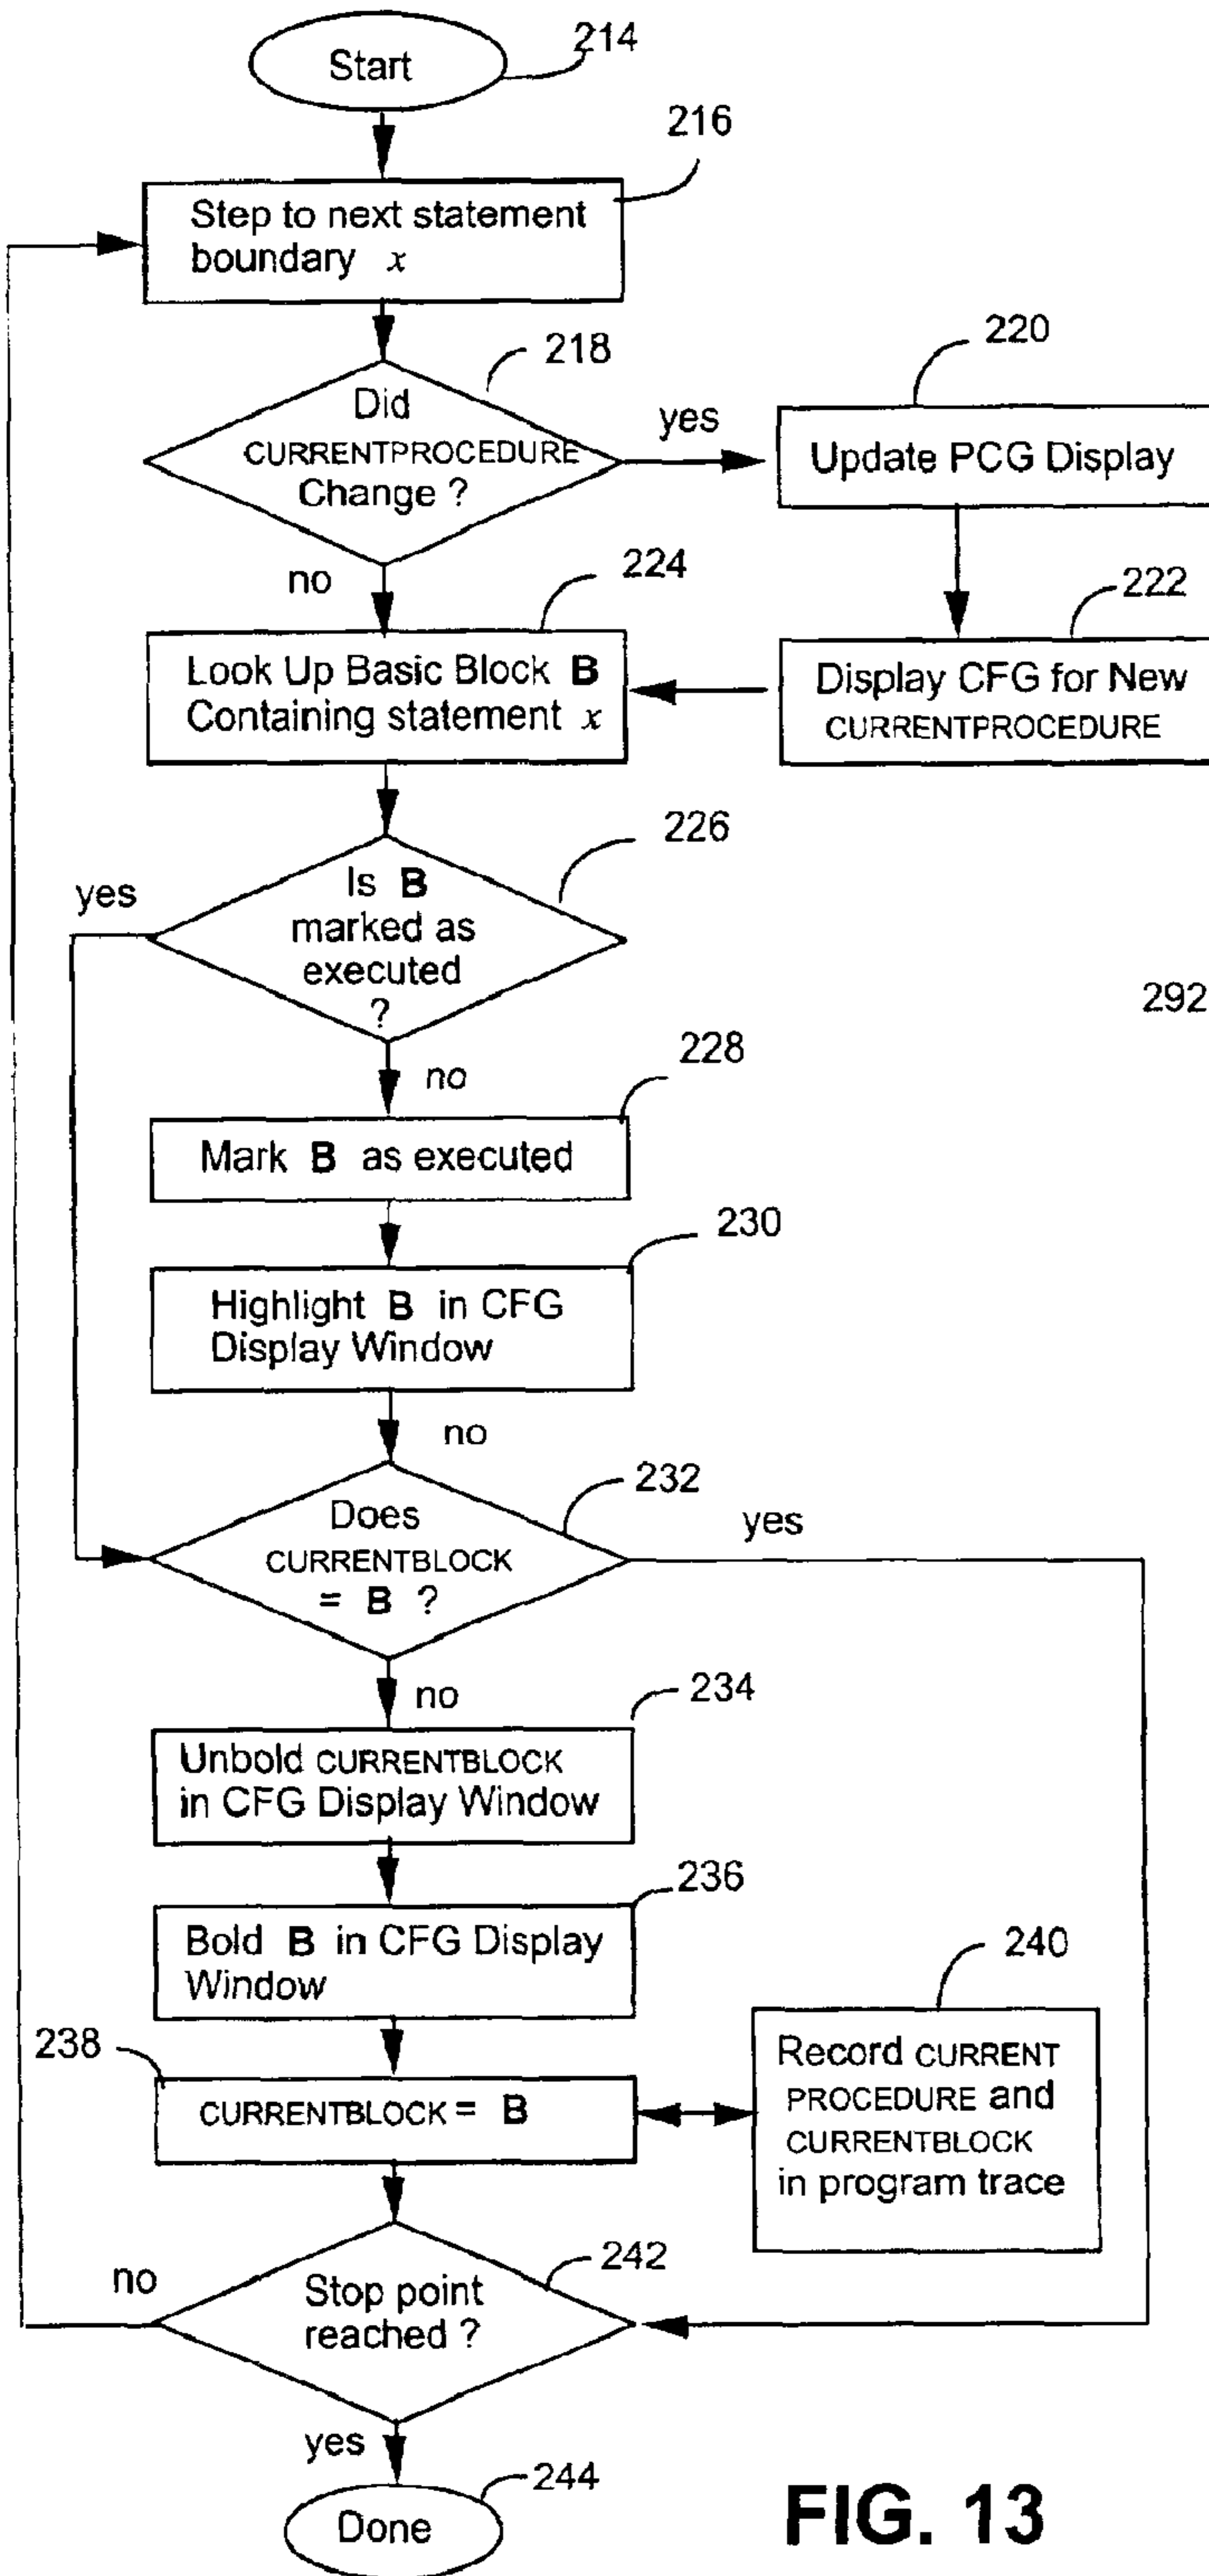 Start
214
216
Step to next statement
boundary x
218
Did
CURRENTPROCEDURE
Change ?
yes
220
Update PCG Display
no
224
222
Look Up Basic Block B
Containing statement x
Display CFG for New
CURRENTPROCEDURE
226
yes
Is B
marked as
executed
?
292
no
228
Mark B as executed
230
Highlight B in CFG
Display Window
no
232
Does
CURRENTBLOCK
= B ?
yes
no
234
Unbold CURRENTBLOCK
in CFG Display Window
236
Bold B in CFG Display
Window
240
238
CURRENTBLOCK = B
Record CURRENT
PROCEDURE and
CURRENTBLOCK
in program trace
242
no
Stop point
reached ?
yes
244
Done
FIG. 13